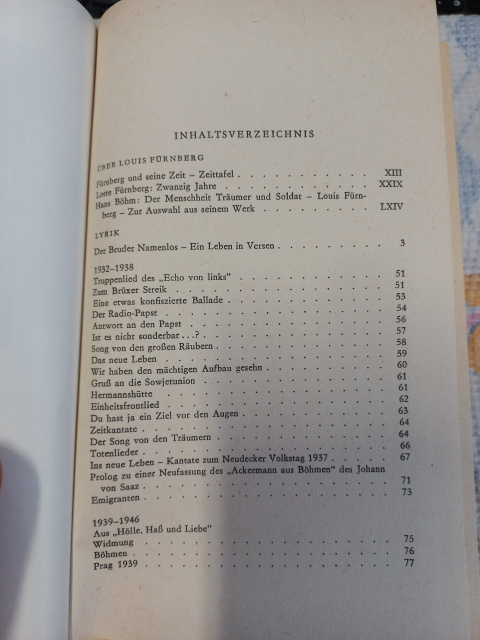 INHALTSVERZEICHNIS
ÜBER LOUIS FÜRNBERG
Fürnberg und seine Zeit – Zeittafel . . . . . . . . . . . . XIII
Lotte Fürnberg: Zwanzig Jahre . . . . . . . . . . . . XXIX
Hans Böhm: Der Menschheit Träumer und Soldat – Louis Fürn-
berg – Zur Auswahl aus seinem Werk . . . . . . . . . LXIV
LYRIK
Der Bruder Namenlos – Ein Leben in Versen . . . . . . . . . 3
1932–1938
Truppenlied des „Echo von links“ . . . . . . . . . . . . 51
Zum Brüxer Streik . . . . . . . . . . . . 51
Eine etwas konfiszierte Ballade . . . . . . . . . . . . 53
Der Radio-Papst . . . . . . . . . . . . 54
Antwort an den Papst . . . . . . . . . . . . 56
Ist es nicht sonderbar ...? . . . . . . . . . . . . 57
Song von den großen Räubern . . . . . . . . . . . . 58
Das neue Leben . . . . . . . . . . . . 59
Wir haben den mächtigen Aufbau gesehn . . . . . . . . . . 60
Gruß an die Sowjetunion . . . . . . . . . . . . 61
Hermannshütte . . . . . . . . . . . . 61
Einheitsfrontlied . . . . . . . . . . . . 62
Du hast ja ein Ziel vor den Augen . . . . . . . . . . . . 63
Zeitkantate . . . . . . . . . . . . 64
Der Song von den Träumern . . . . . . . . . . . . 64
Totenlieder . . . . . . . . . . . . 66
Ins neue Leben – Kantate zum Neudecker Volkstag 1937 . . . . . 67
Prolog zu einer Neufassung des „Ackermann aus Böhmen“ des Johann
von Saaz . . . . . . . . . . . . 71
Emigranten . . . . . . . . . . . . 73
1939–1946
Aus „Hölle, Haß und Liebe“
Widmung . . . . . . . . . . . . 75
Böhmen . . . . . . . . . . . . 76
Prag 1939 . . . . . . . . . . . . 77